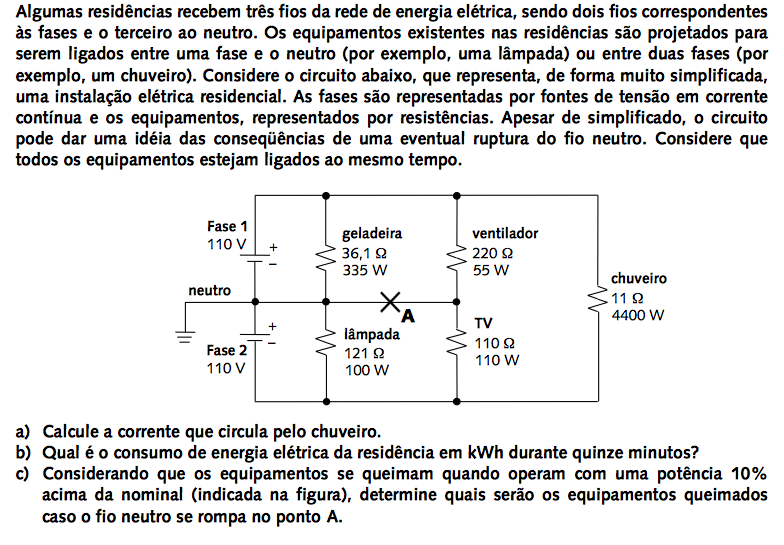 Algumas residências recebem três fios da rede de energia elétrica, sendo dois fios correspondentes
às fases e o terceiro ao neutro. Os equipamentos existentes nas residências são projetados para
serem ligados entre uma fase e o neutro (por exemplo, uma lâmpada) ou entre duas fases (por
exemplo, um chuveiro). Considere o circuito abaixo, que representa, de forma muito simplificada,
uma instalação elétrica residencial. As fases são representadas por fontes de tensão em corrente
contínua e os equipamentos, representados por resistências. Apesar de simplificado, o circuito
pode dar uma idéia das conseqüências de uma eventual ruptura do fio neutro. Considere que
todos os equipamentos estejam ligados ao mesmo tempo.
Fase 1
110 V
+
−
geladeira
36,1 Ω
335 W
ventilador
220 Ω
55 W
chuveiro
11 Ω
4400 W
neutro
A
Fase 2
110 V
+
−
lâmpada
121 Ω
100 W
TV
110 Ω
110 W
a) Calcule a corrente que circula pelo chuveiro.
b) Qual é o consumo de energia elétrica da residência em kWh durante quinze minutos?
c) Considerando que os equipamentos se queimam quando operam com uma potência 10%
acima da nominal (indicada na figura), determine quais serão os equipamentos queimados
caso o fio neutro se rompa no ponto A.